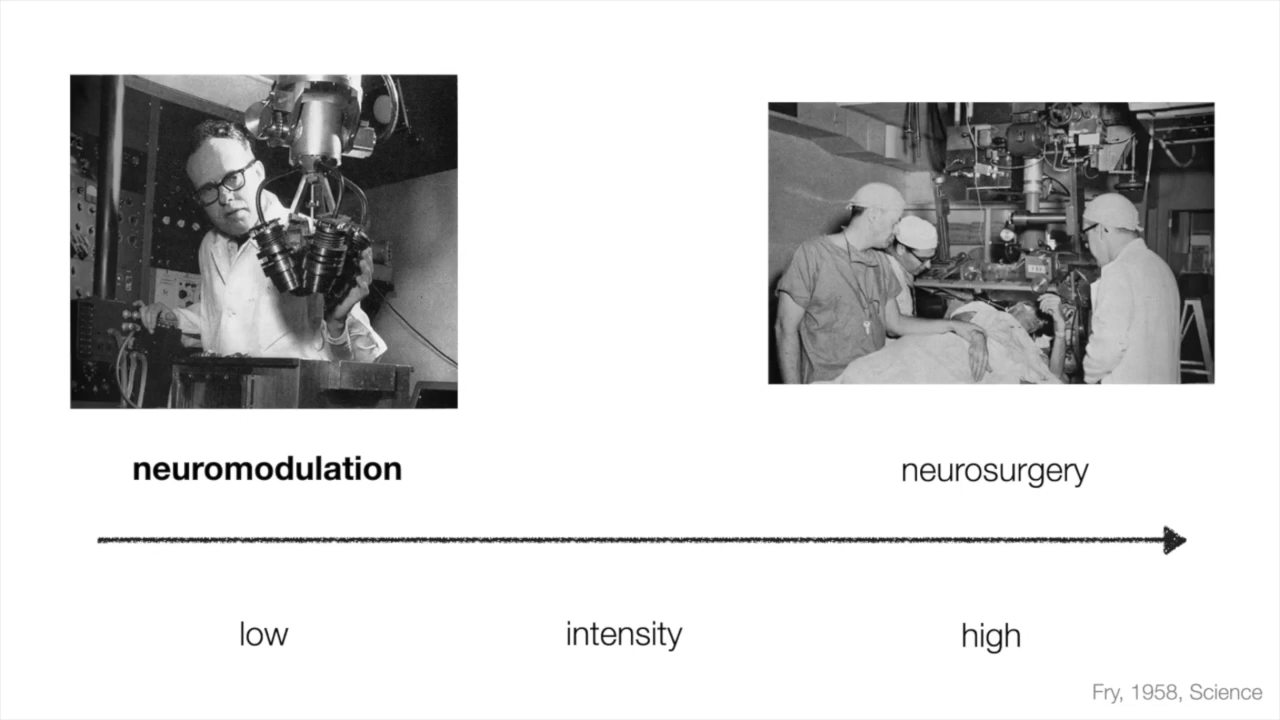 neuromodulation
neurosurgery
low
intensity
high
Fry, 1958, Science